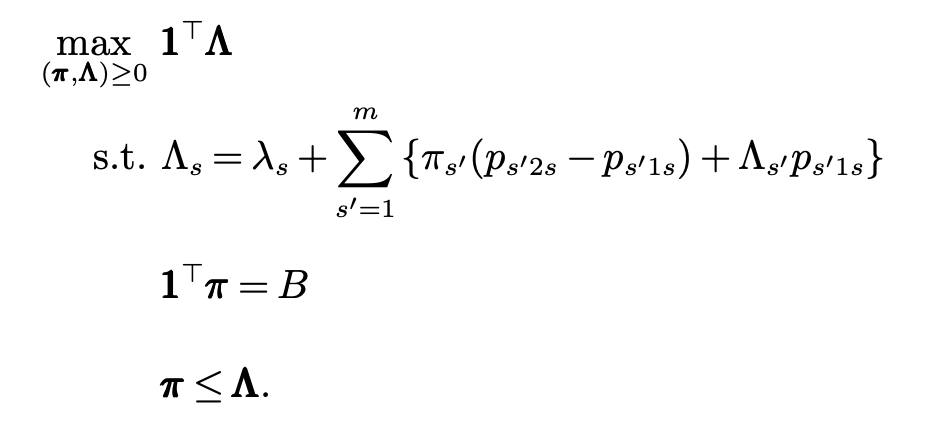 max_{(π,Λ)≥0} 1^⊤Λ
s.t. Λ_s = λ_s + ∑_{s′=1}^{m} {π_{s′}(p_{s′2s} − p_{s′1s}) + Λ_{s′}p_{s′1s}}
1^⊤π = B
π ≤ Λ.